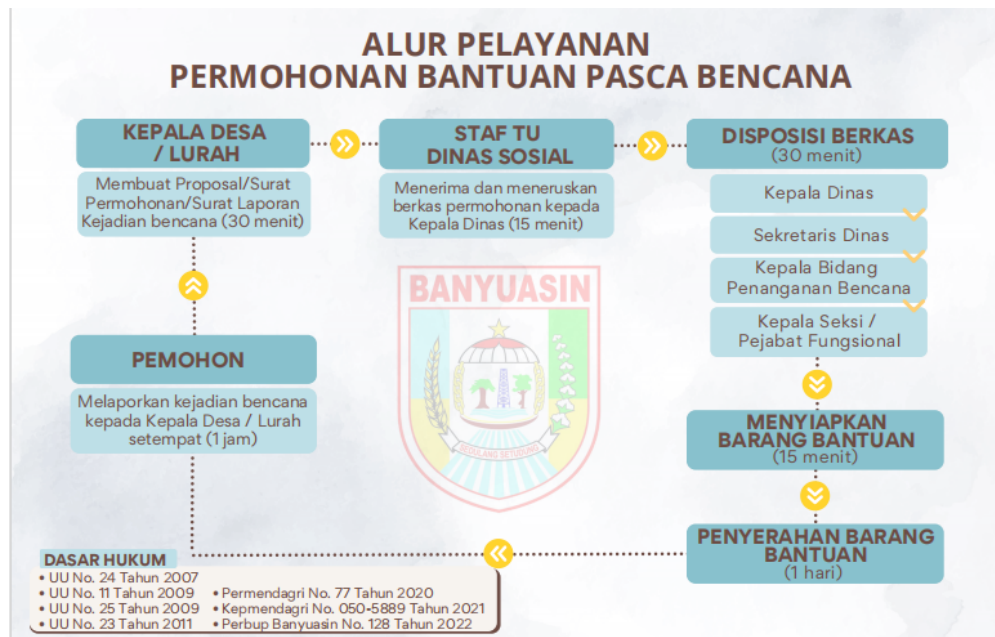 ALUR PELAYANAN
PERMOHONAN BANTUAN PASCA BENCANA
KEPALA DESA
/ LURAH
Membuat Proposal/Surat
Permohonan/Surat Laporan
Kejadian bencana (30 menit)
STAF TU
DINAS SOSIAL
Menerima dan meneruskan
berkas permohonan kepada
Kepala Dinas (15 menit)
DISPOSISI BERKAS
(30 menit)
Kepala Dinas
Sekretaris Dinas
Kepala Bidang
Penanganan Bencana
Kepala Seksi /
Pejabat Fungsional
MENYIAPKAN
BARANG BANTUAN
(15 menit)
PENYERAHAN BARANG
BANTUAN
(1 hari)
PEMOHON
Melaporkan kejadian bencana
kepada Kepala Desa / Lurah
setempat (1 jam)
BANYUASIN
SEDULANG SETUDUNG
DASAR HUKUM
• UU No. 24 Tahun 2007
• UU No. 11 Tahun 2009
• UU No. 25 Tahun 2009
• UU No. 23 Tahun 2011
• Permendagri No. 77 Tahun 2020
• Kepmendagri No. 050-5889 Tahun 2021
• Perbup Banyuasin No. 128 Tahun 2022